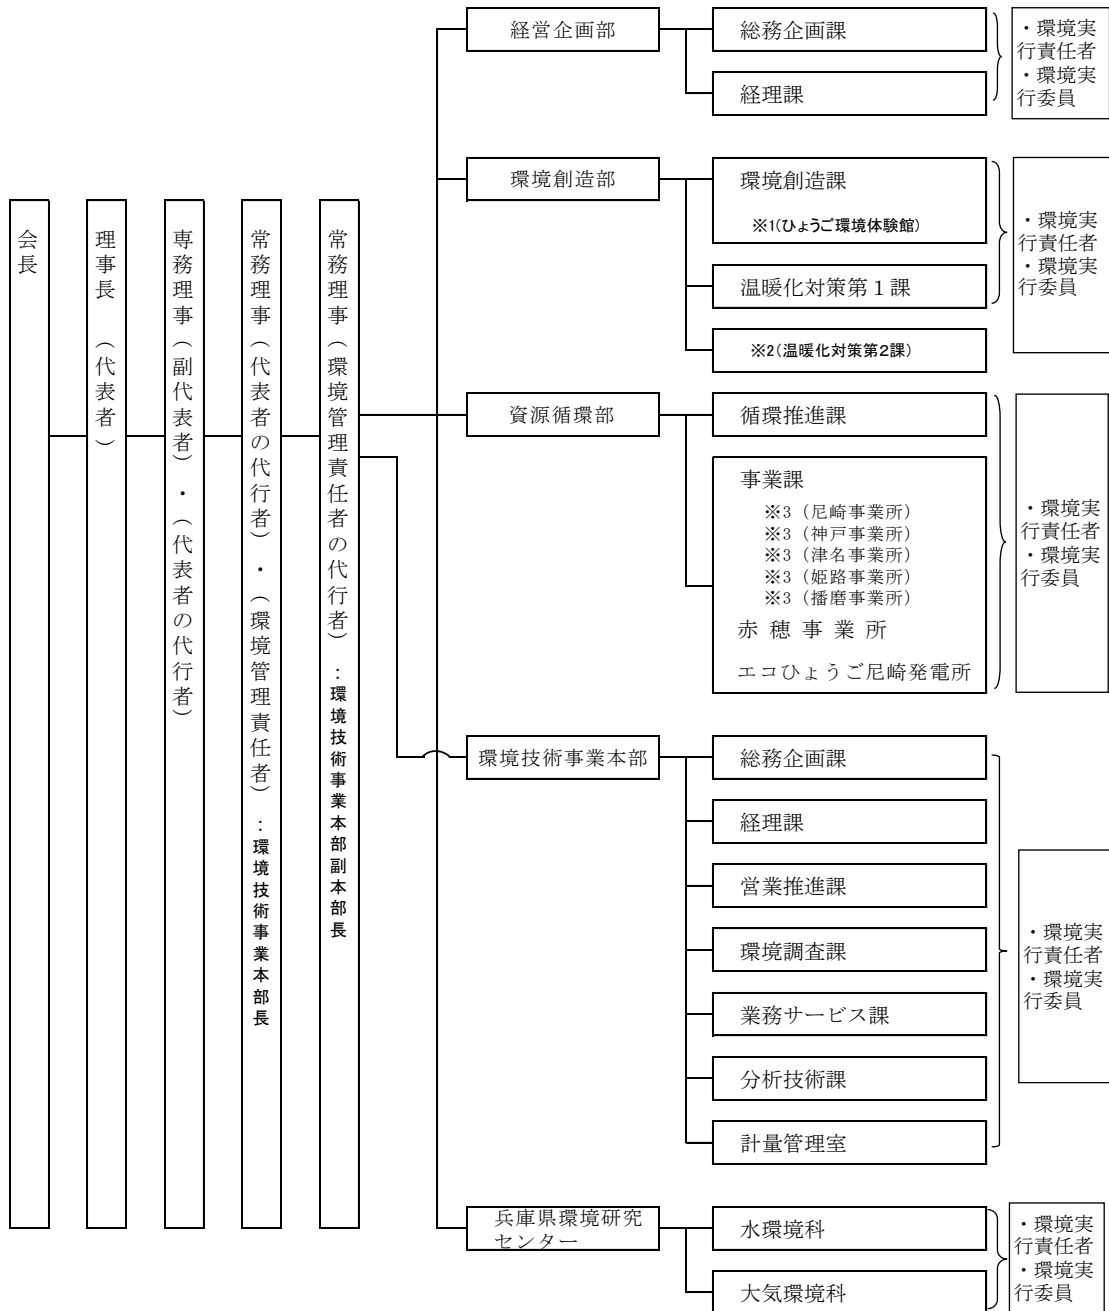 会長
理事長 （代表者）
専務理事（副代表者）・（代表者の代行者）
常務理事（代表者の代行者）・（環境管理責任者）：環境技術事業本部長
常務理事（環境管理責任者の代行者）：環境技術事業本部副本部長
経営企画部
総務企画課
経理課
・環境実
行責任者
・環境実
行委員
環境創造部
環境創造課
※1(ひょうご環境体験館)
温暖化対策第１課
※2(温暖化対策第2課)
・環境実
行責任者
・環境実
行委員
資源循環部
循環推進課
事業課
※3（尼崎事業所）
※3（神戸事業所）
※3（津名事業所）
※3（姫路事業所）
※3（播磨事業所）
赤 穂 事 業 所
エコひょうご尼崎発電所
・環境実
行責任者
・環境実
行委員
環境技術事業本部
総務企画課
経理課
営業推進課
環境調査課
業務サービス課
分析技術課
計量管理室
・環境実
行責任者
・環境実
行委員
兵庫県環境研究
センター
水環境科
大気環境科
・環境実
行責任者
・環境実
行委員